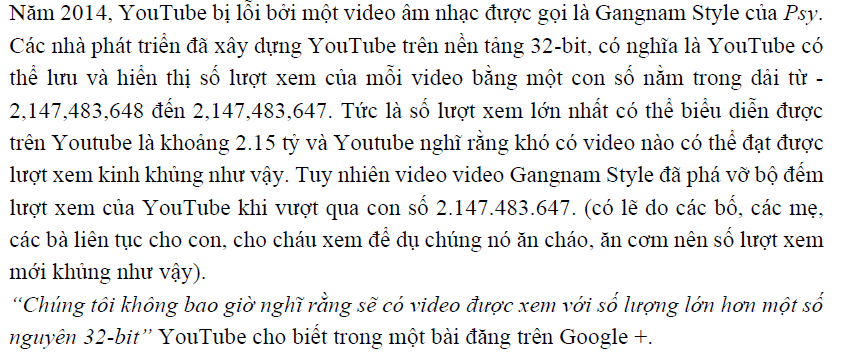 Năm 2014, YouTube bị lỗi bởi một video âm nhạc được gọi là Gangnam Style của Psy.
Các nhà phát triển đã xây dựng YouTube trên nền tảng 32-bit, có nghĩa là YouTube có
thể lưu và hiển thị số lượt xem của mỗi video bằng một con số nằm trong dải từ -
2,147,483,648 đến 2,147,483,647. Tức là số lượt xem lớn nhất có thể biểu diễn được
trên Youtube là khoảng 2.15 tỷ và Youtube nghĩ rằng khó có video nào có thể đạt được
lượt xem kinh khủng như vậy. Tuy nhiên video video Gangnam Style đã phá vỡ bộ đếm
lượt xem của YouTube khi vượt qua con số 2.147.483.647. (có lẽ do các bố, các mẹ,
các bà liên tục cho con, cho cháu xem để dụ chúng nó ăn cháo, ăn cơm nên số lượt xem
mới khủng như vậy).
“Chúng tôi không bao giờ nghĩ rằng sẽ có video được xem với số lượng lớn hơn một số
nguyên 32-bit” YouTube cho biết trong một bài đăng trên Google +.